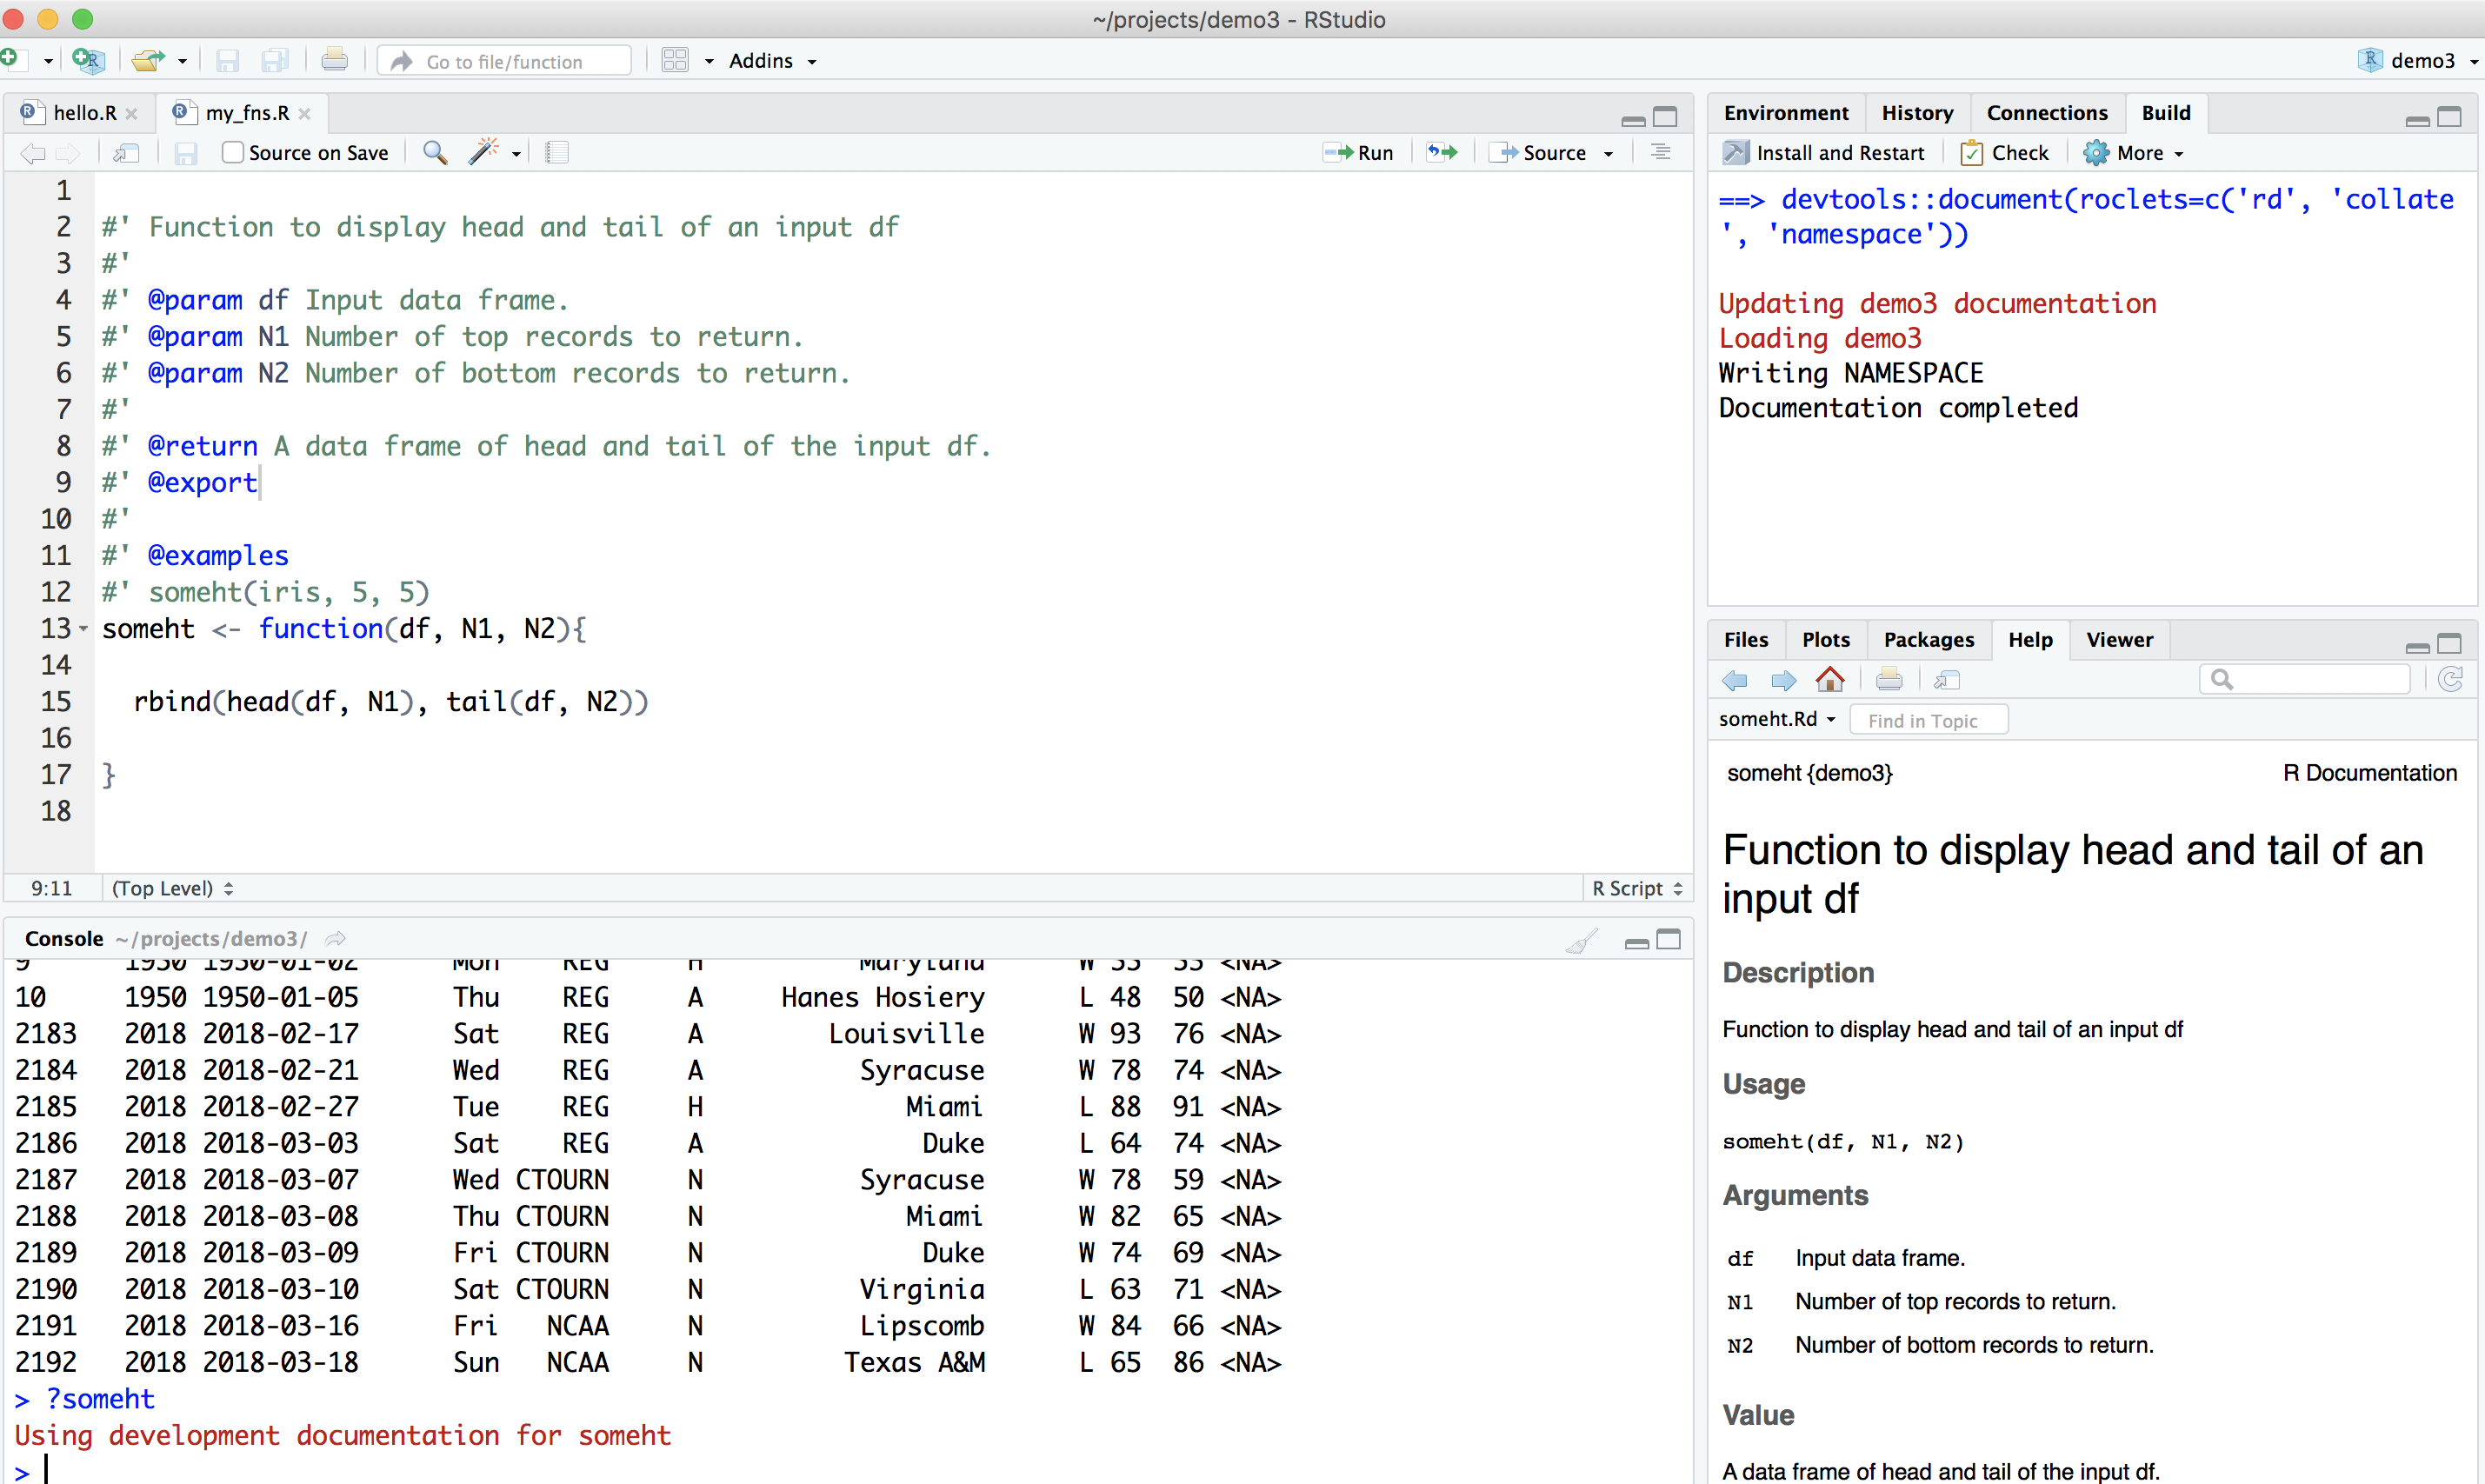 ~/projects/demo3 - RStudio
Go to file/function
Addins
demo3
hello.R
my_fns.R
Source on Save
Run
Source
1
2 #' Function to display head and tail of an input df
3 #'
4 #' @param df Input data frame.
5 #' @param N1 Number of top records to return.
6 #' @param N2 Number of bottom records to return.
7 #'
8 #' @return A data frame of head and tail of the input df.
9 #' @export
10 #'
11 #' @examples
12 #' someht(iris, 5, 5)
13 someht <- function(df, N1, N2){
14
15   rbind(head(df, N1), tail(df, N2))
16
17 }
18
9:11 (Top Level) R Script
Console ~/projects/demo3/
9 1950 1950-01-02 Mon REG H Maryland W 55 <NA>
10 1950 1950-01-05 Thu REG A Hanes Hosiery L 48 50 <NA>
2183 2018 2018-02-17 Sat REG A Louisville W 93 76 <NA>
2184 2018 2018-02-21 Wed REG A Syracuse W 78 74 <NA>
2185 2018 2018-02-27 Tue REG H Miami L 88 91 <NA>
2186 2018 2018-03-03 Sat REG A Duke L 64 74 <NA>
2187 2018 2018-03-07 Wed CTOURN N Syracuse W 78 59 <NA>
2188 2018 2018-03-08 Thu CTOURN N Miami W 82 65 <NA>
2189 2018 2018-03-09 Fri CTOURN N Duke W 74 69 <NA>
2190 2018 2018-03-10 Sat CTOURN N Virginia L 63 71 <NA>
2191 2018 2018-03-16 Fri NCAA N Lipscomb W 84 66 <NA>
2192 2018 2018-03-18 Sun NCAA N Texas A&M L 65 86 <NA>
> ?someht
Using development documentation for someht
>
Environment History Connections Build
Install and Restart Check More
==> devtools::document(roclets=c('rd', 'collate
', 'namespace'))
Updating demo3 documentation
Loading demo3
Writing NAMESPACE
Documentation completed
Files Plots Packages Help Viewer
someht.Rd Find in Topic
someht {demo3} R Documentation
Function to display head and tail of an
input df
Description
Function to display head and tail of an input df
Usage
someht(df, N1, N2)
Arguments
df Input data frame.
N1 Number of top records to return.
N2 Number of bottom records to return.
Value
A data frame of head and tail of the input df.